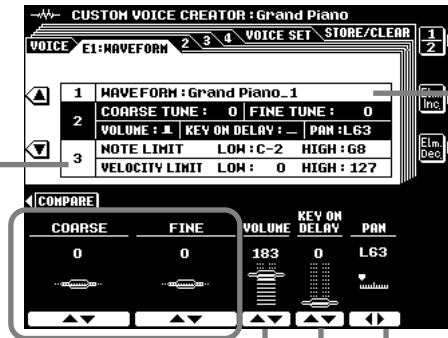 CUSTOM VOICE CREATOR : Grand Piano
VOICE E1: WAVEFORM 2 3 4 VOICE SET STORE/CLEAR 1
2
1 WAVEFORM : Grand Piano_1
Elm. Inc.
2 COARSE TUNE : 0 FINE TUNE : 0
VOLUME : KEY ON DELAY : PAN : L63
3 NOTE LIMIT LOW : C-2 HIGH : G8
Elm. Dec.
VELOCITY LIMIT LOW : 0 HIGH : 127
COMPARE
COARSE FINE VOLUME KEY ON DELAY PAN
0 0 183 0 L63